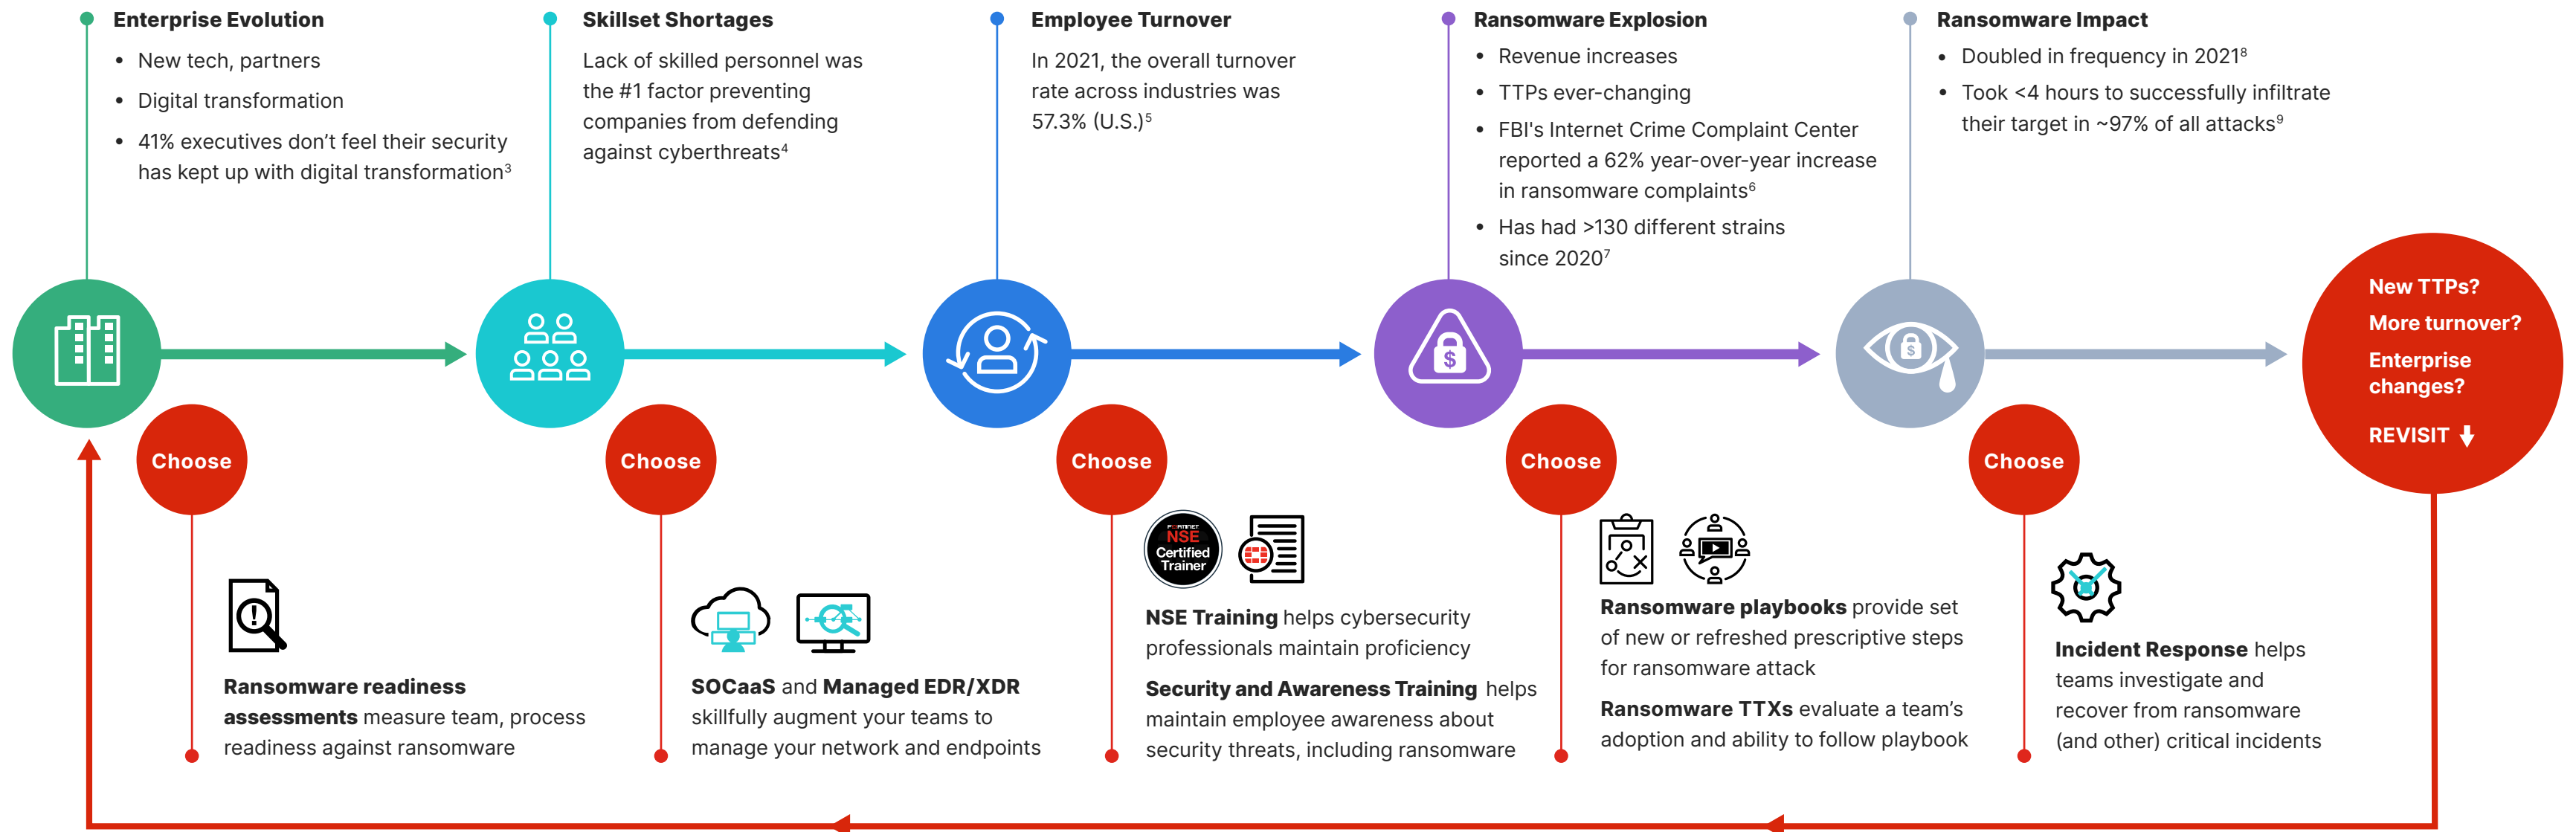 Enterprise Evolution
• New tech, partners
• Digital transformation
• 41% executives don’t feel their security
has kept up with digital transformation³
Skillset Shortages
Lack of skilled personnel was
the #1 factor preventing
companies from defending
against cyberthreats⁴
Employee Turnover
In 2021, the overall turnover
rate across industries was
57.3% (U.S.)⁵
Ransomware Explosion
• Revenue increases
• TTPs ever-changing
• FBI's Internet Crime Complaint Center
reported a 62% year-over-year increase
in ransomware complaints⁶
• Has had >130 different strains
since 2020⁷
Ransomware Impact
• Doubled in frequency in 2021⁸
• Took <4 hours to successfully infiltrate
their target in ~97% of all attacks⁹
$
$
New TTPs?
More turnover?
Enterprise
changes?
REVISIT
Choose
Ransomware readiness
assessments measure team, process
readiness against ransomware
Choose
SOCaaS and Managed EDR/XDR
skillfully augment your teams to
manage your network and endpoints
Choose
FORTINET
NSE
Certified
Trainer
NSE Training helps cybersecurity
professionals maintain proficiency
Security and Awareness Training helps
maintain employee awareness about
security threats, including ransomware
Choose
Ransomware playbooks provide set
of new or refreshed prescriptive steps
for ransomware attack
Ransomware TTXs evaluate a team’s
adoption and ability to follow playbook
Choose
Incident Response helps
teams investigate and
recover from ransomware
(and other) critical incidents